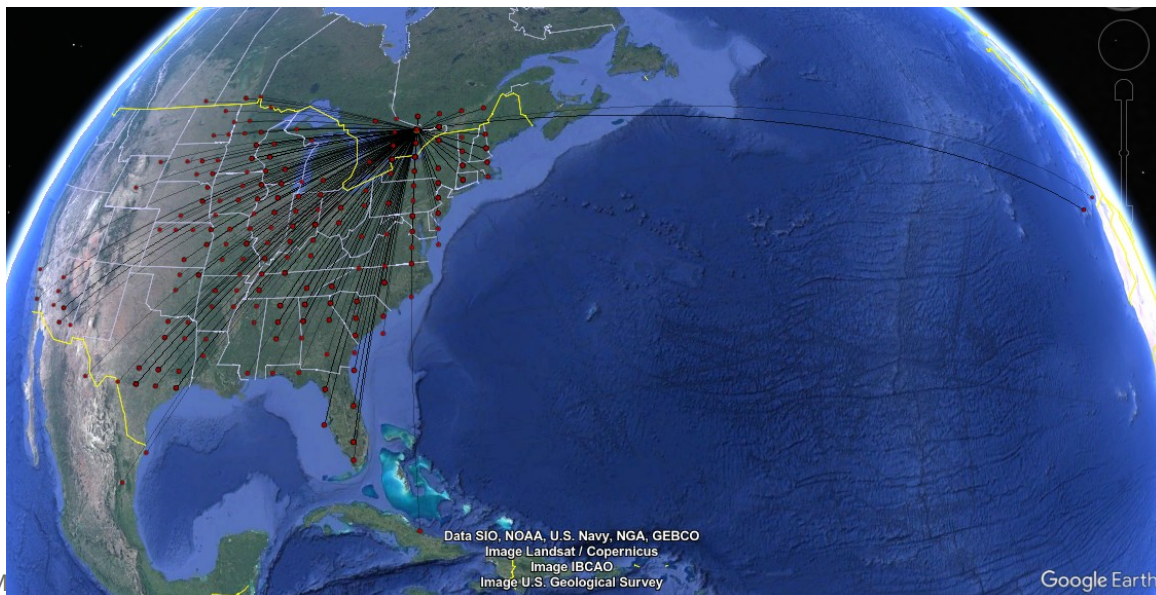 Data SIO, NOAA, U.S. Navy, NGA, GEBCO
Image Landsat / Copernicus
Image IBCAO
Image U.S. Geological Survey
Google Earth